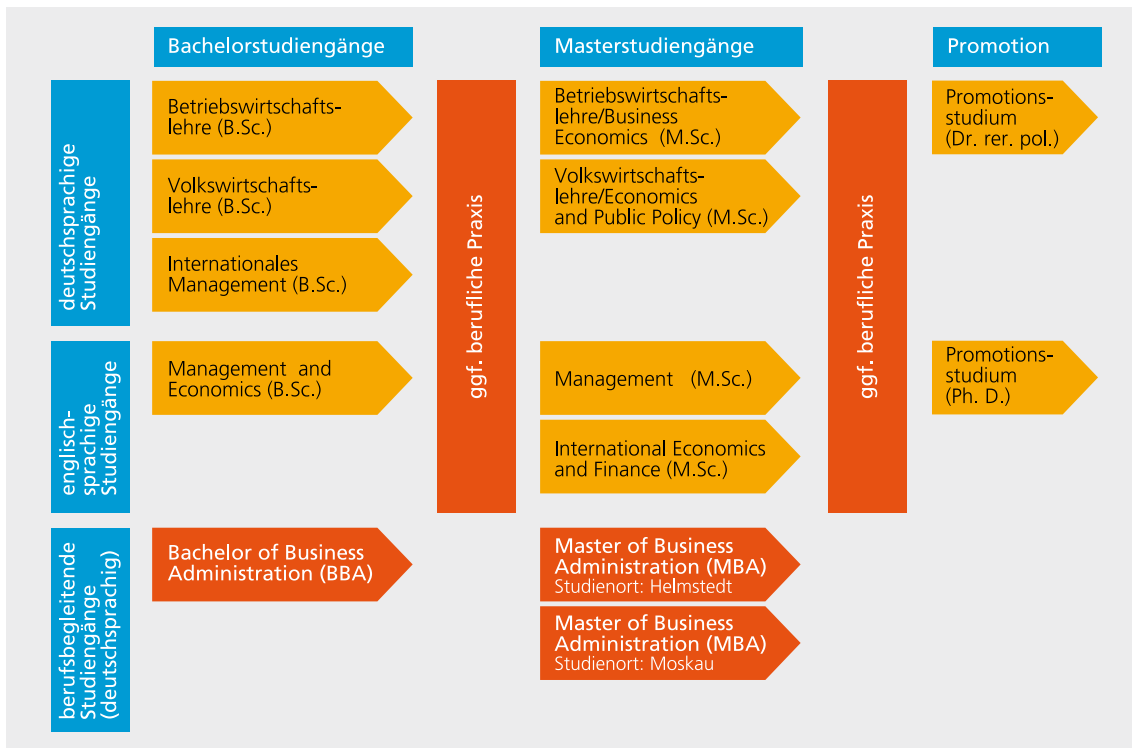 Bachelorstudiengänge
Masterstudiengänge
Promotion
deutschsprachige
Studiengänge
Betriebswirtschafts-
lehre (B.Sc.)
Volkswirtschafts-
lehre (B.Sc.)
Internationales
Management (B.Sc.)
ggf. berufliche Praxis
Betriebswirtschafts-
lehre/Business
Economics (M.Sc.)
Volkswirtschafts-
lehre/Economics
and Public Policy (M.Sc.)
ggf. berufliche Praxis
Promotions-
studium
(Dr. rer. pol.)
englisch-
sprachige
Studiengänge
Management and
Economics (B.Sc.)
Management (M.Sc.)
International Economics
and Finance (M.Sc.)
Promotions-
studium
(Ph. D.)
berufsbegleitende
Studiengänge
(deutschsprachig)
Bachelor of Business
Administration (BBA)
Master of Business
Administration (MBA)
Studienort: Helmstedt
Master of Business
Administration (MBA)
Studienort: Moskau